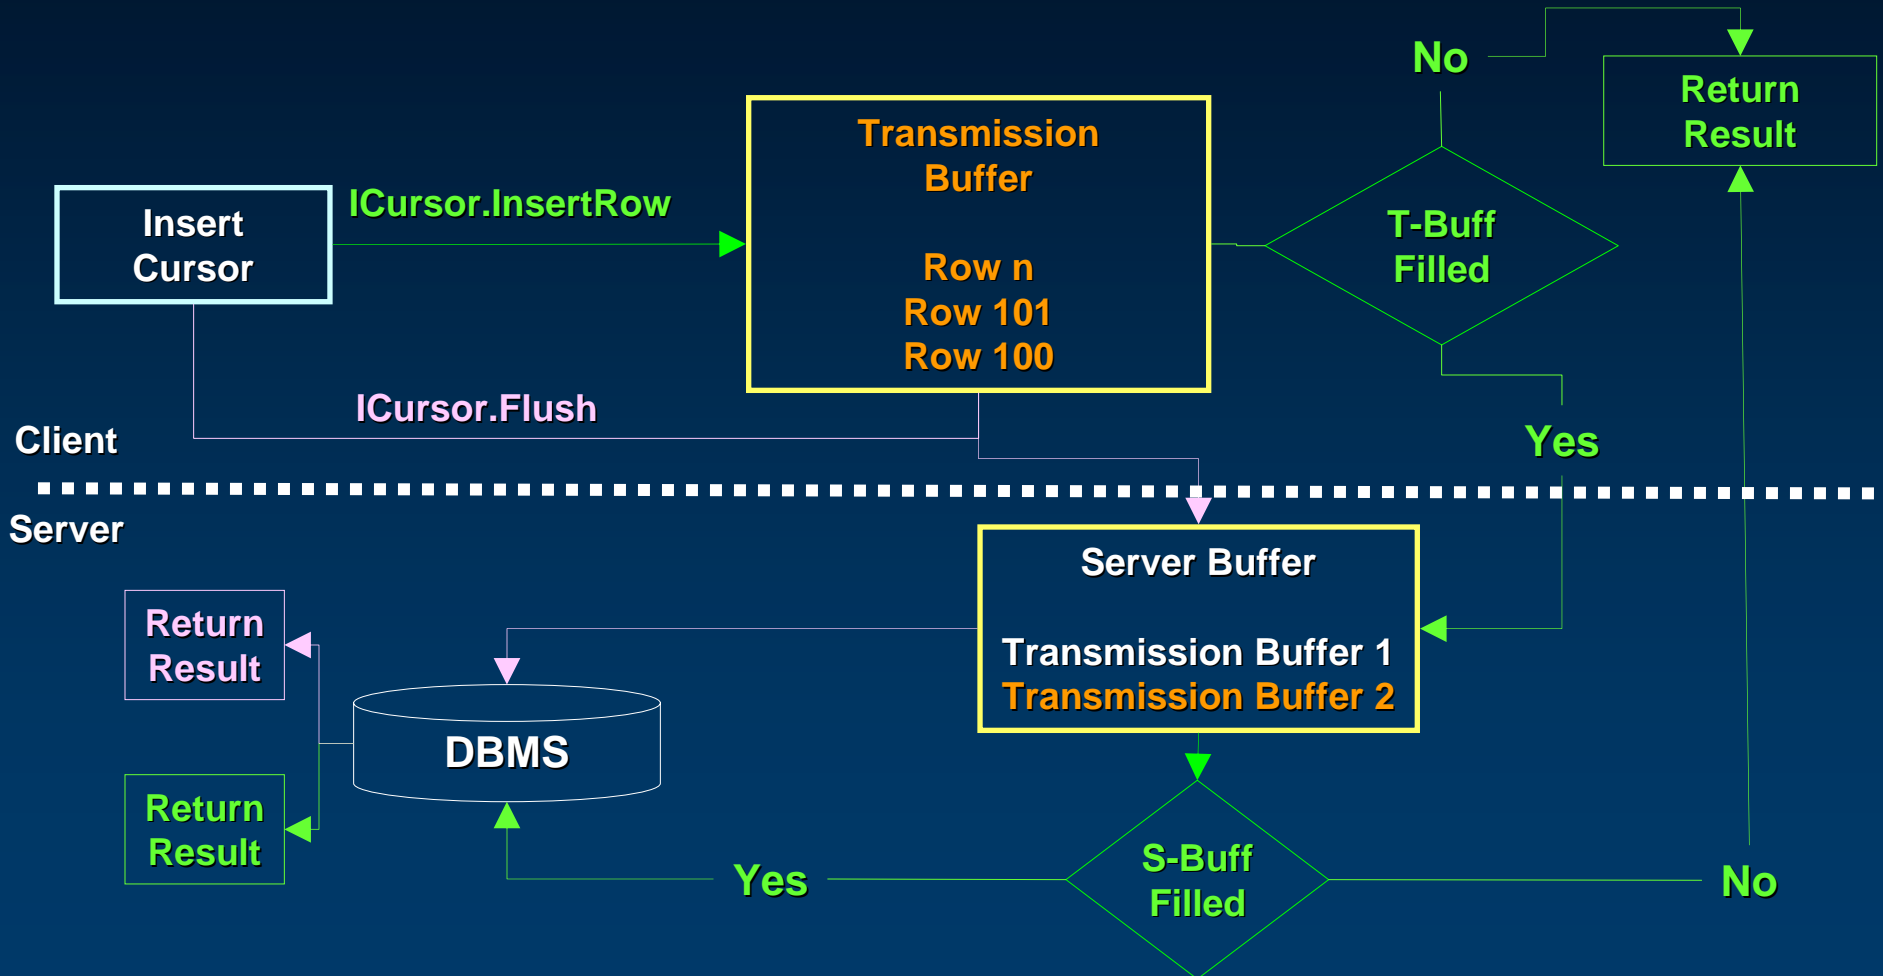 No
Return
Result
Transmission
Buffer
Row n
Row 101
Row 100
Insert
Cursor
ICursor.InsertRow
T-Buff
Filled
ICursor.Flush
Client
Yes
Server
Server Buffer
Transmission Buffer 1
Transmission Buffer 2
Return
Result
DBMS
Return
Result
Yes
S-Buff
Filled
No